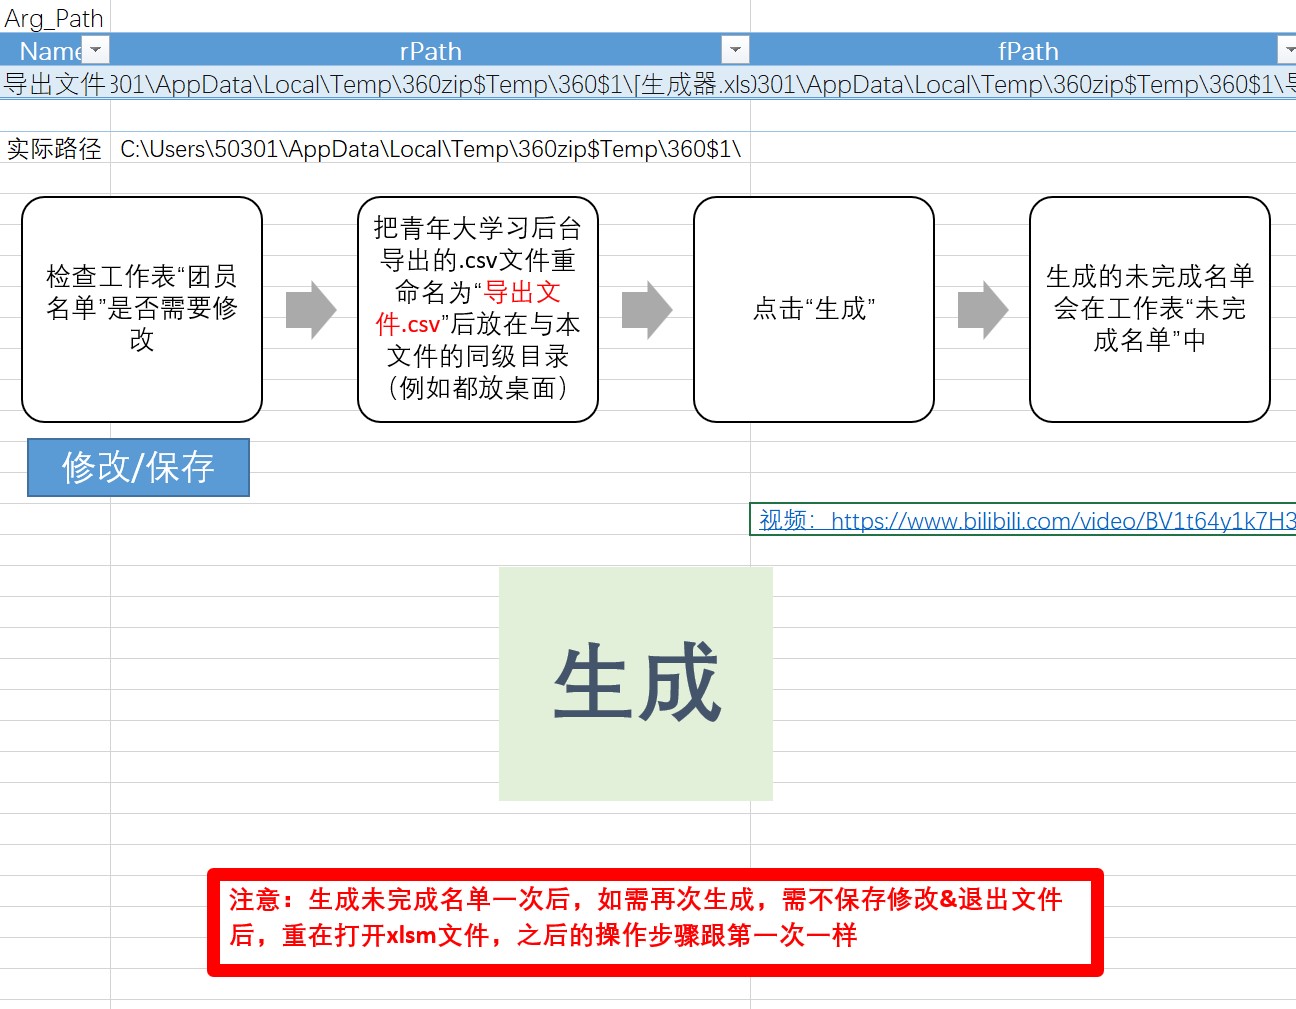 Arg_Path
Name rPath fPath
导出文件 301\AppData\Local\Temp\360zip$Temp\360$1\[生成器.xls 0301\AppData\Local\Temp\360zip$Temp\360$1\
实际路径 C:\Users\50301\AppData\Local\Temp\360zip$Temp\360$1\
检查工作表“团员
名单”是否需要修
改
把青年大学习后台
导出的.csv文件重
命名为“导出文
件.csv”后放在与本
文件的同级目录
（例如都放桌面）
点击“生成”
生成的未完成名单
会在工作表“未完
成名单”中
修改/保存
视频：https://www.bilibili.com/video/BV1t64y1k7H3
生成
注意：生成未完成名单一次后，如需再次生成，需不保存修改&退出文件
后，重在打开xlsm文件，之后的操作步骤跟第一次一样